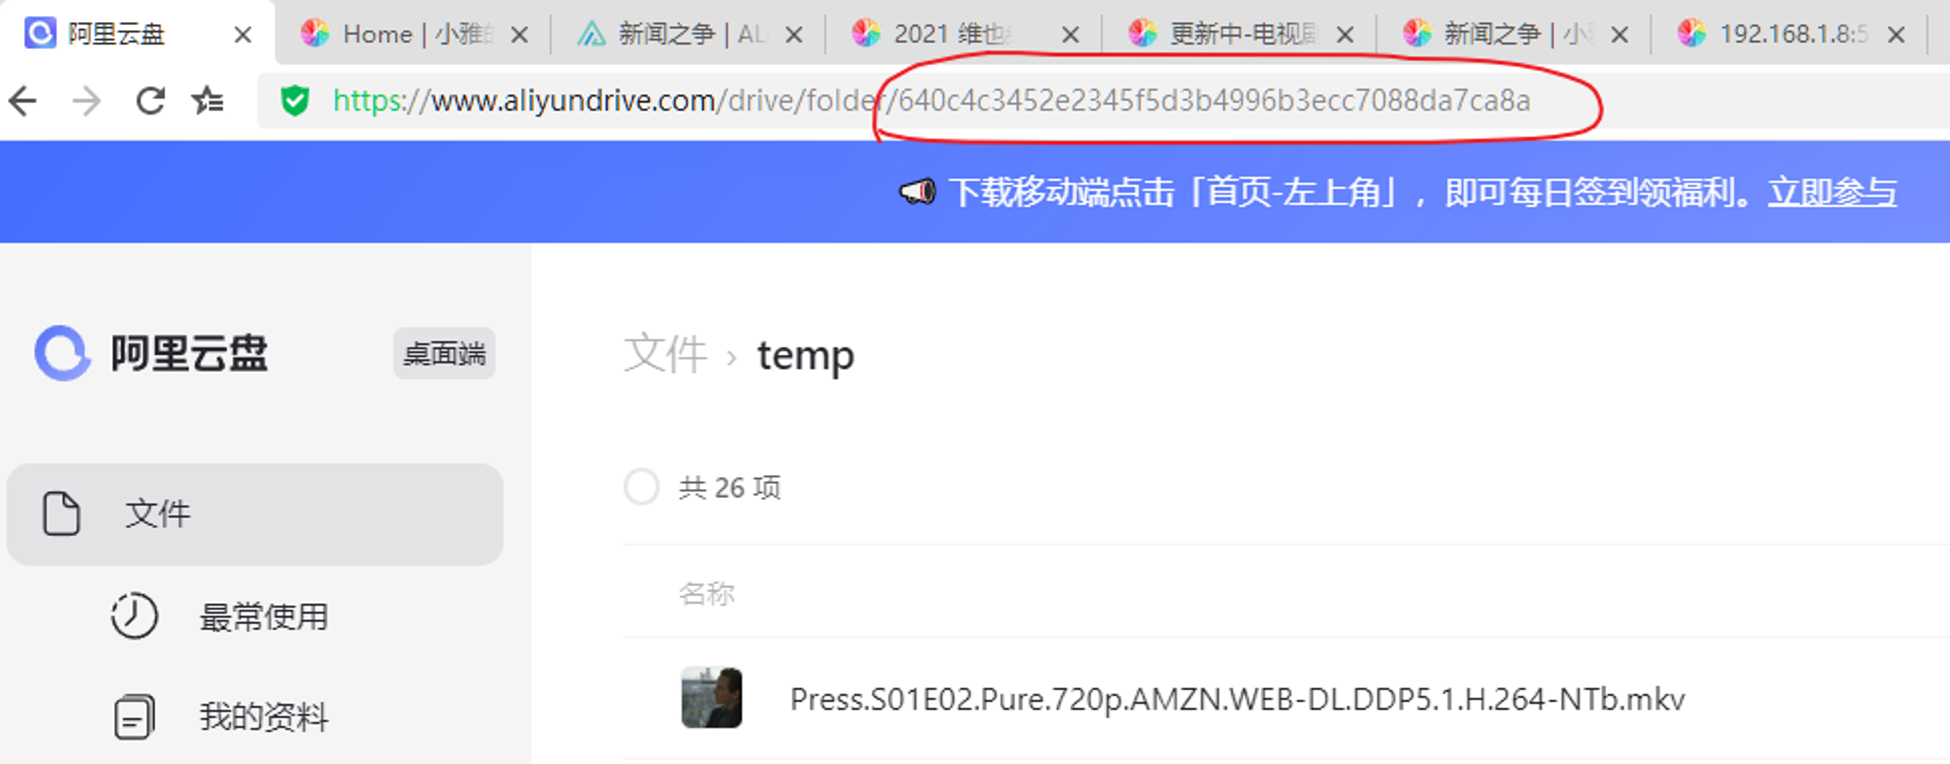 阿里云盘
Home | 小雅的
新闻之争 | AL
2021 维也
更新中-电视剧
新闻之争 | 小
192.168.1.8:5
https://www.aliyundrive.com/drive/folder/640c4c3452e2345f5d3b4996b3ecc7088da7ca8a
下载移动端点击「首页-左上角」，即可每日签到领福利。立即参与
阿里云盘
桌面端
文件 › temp
共 26 项
文件
名称
最常使用
Press.S01E02.Pure.720p.AMZN.WEB-DL.DDP5.1.H.264-NTb.mkv
我的资料